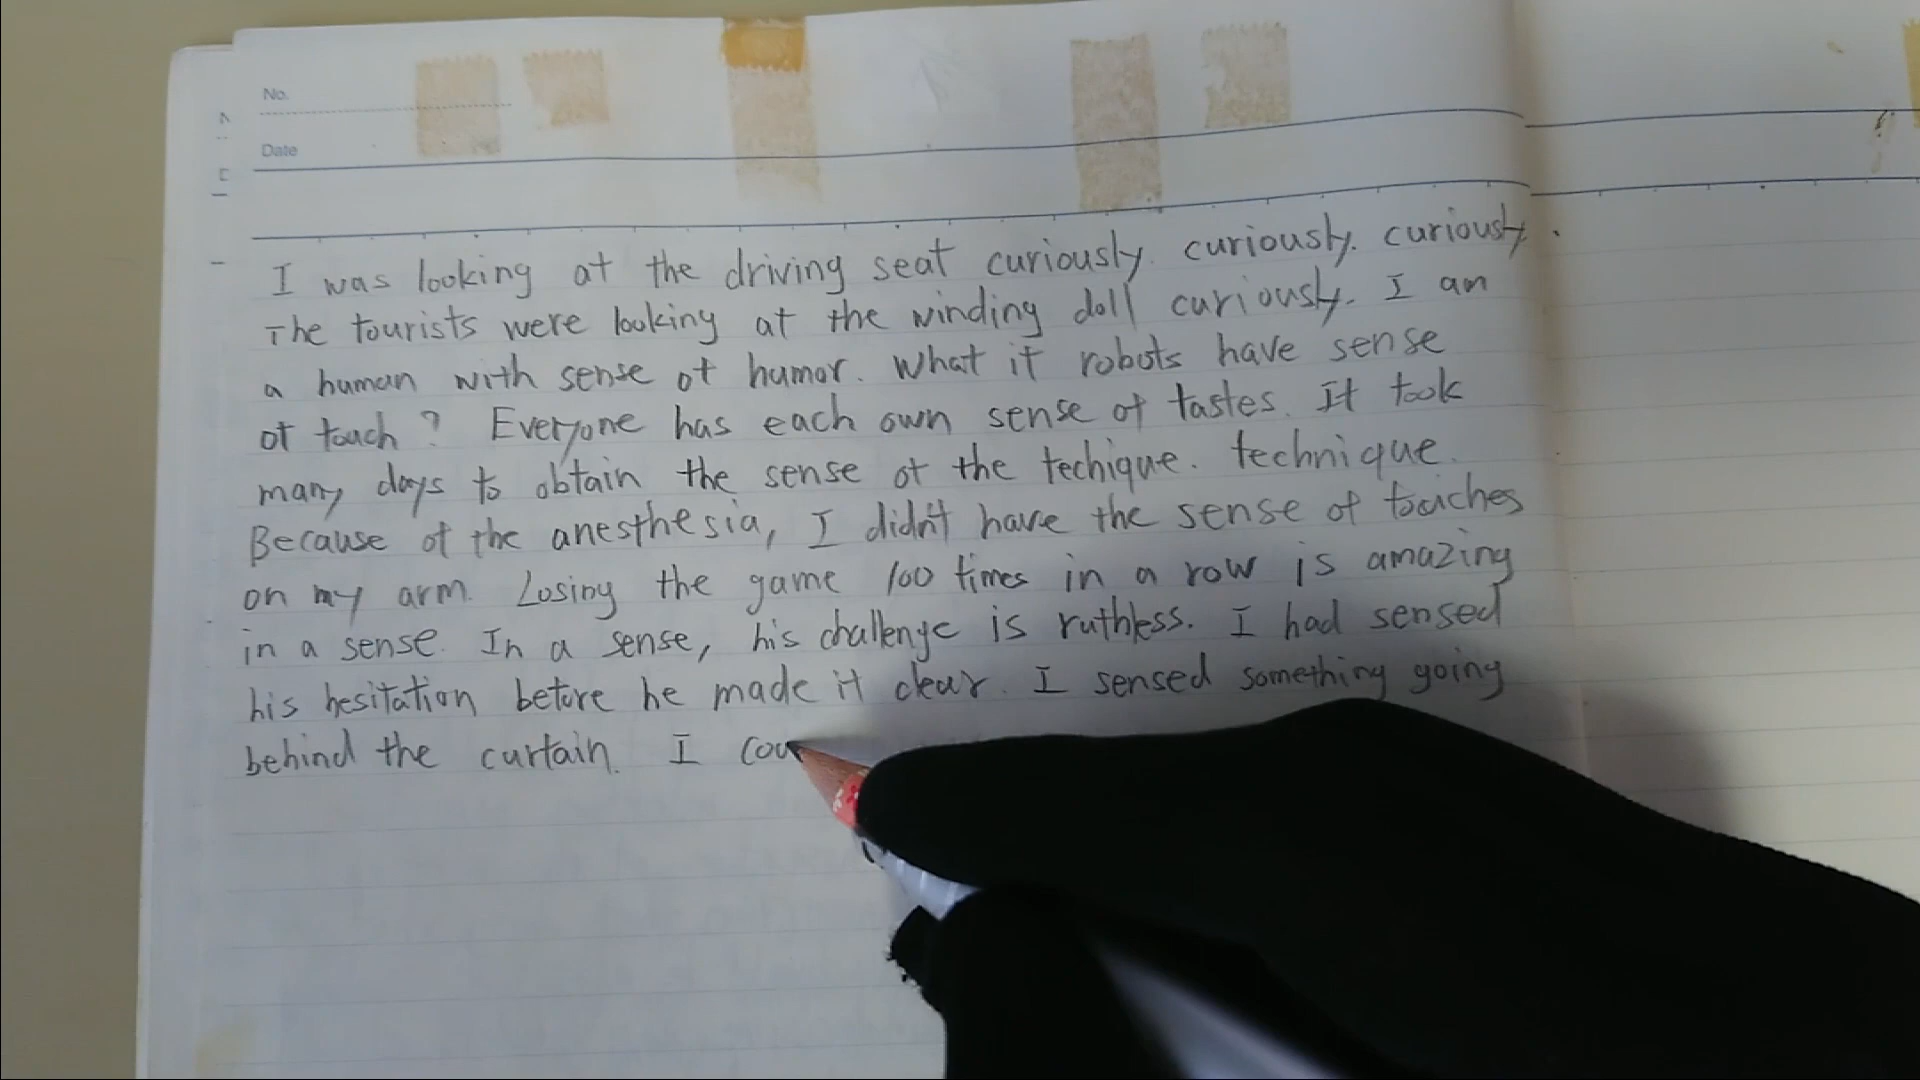 No.
Date
I was looking at the driving seat curiously. curiously. curiously.
The tourists were looking at the winding doll curiously. I am
a human with sense of humor. What if robots have sense
of touch? Everyone has each own sense of tastes. It took
many days to obtain the sense of the techique. technique.
Because of the anesthesia, I didn't have the sense of touches
on my arm. Losing the game 100 times in a row is amazing
in a sense. In a sense, his challenge is ruthless. I had sensed
his hesitation before he made it clear. I sensed something going
behind the curtain. I cou